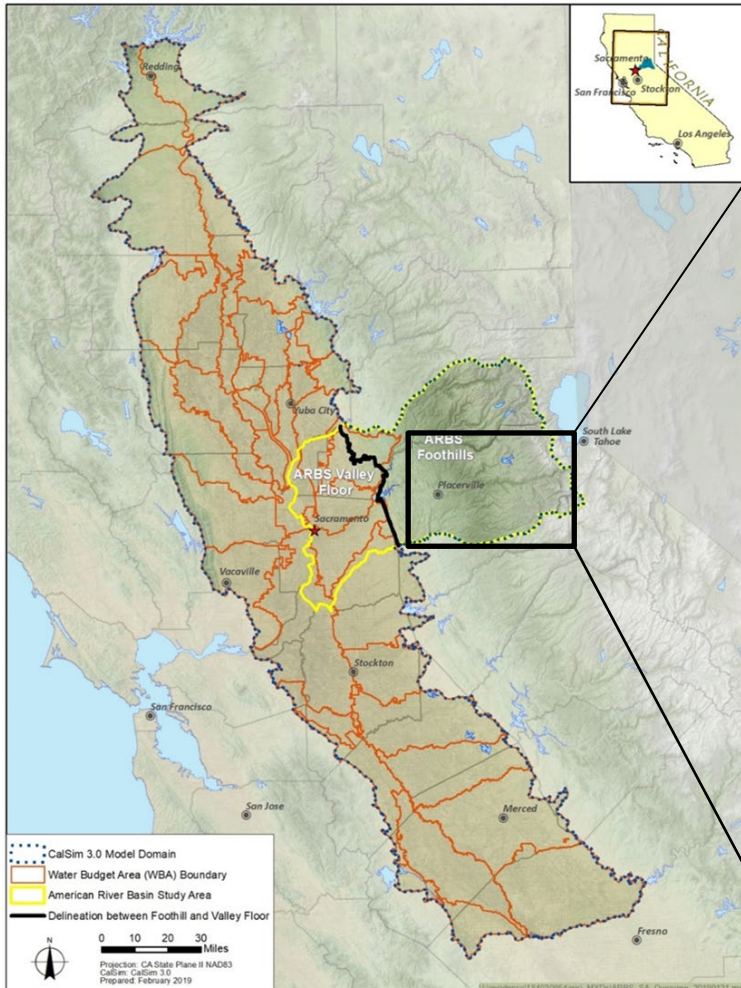 Redding
CALIFORNIA
Sacramento
San Francisco
Stockton
Los Angeles
Yuba City
South Lake
Tahoe
ARBS
Foothills
ARBS Valley
Floor
Placerville
Sacramento
Vacaville
Stockton
San Francisco
San Jose
Merced
Fresno
CalSim 3.0 Model Domain
Water Budget Area (WBA) Boundary
American River Basin Study Area
Delineation between Foothill and Valley Floor
N
0 10 20 30
Miles
Projection: CA State Plane II NAD83
CalSim: CalSim 3.0
Prepared: February 2019